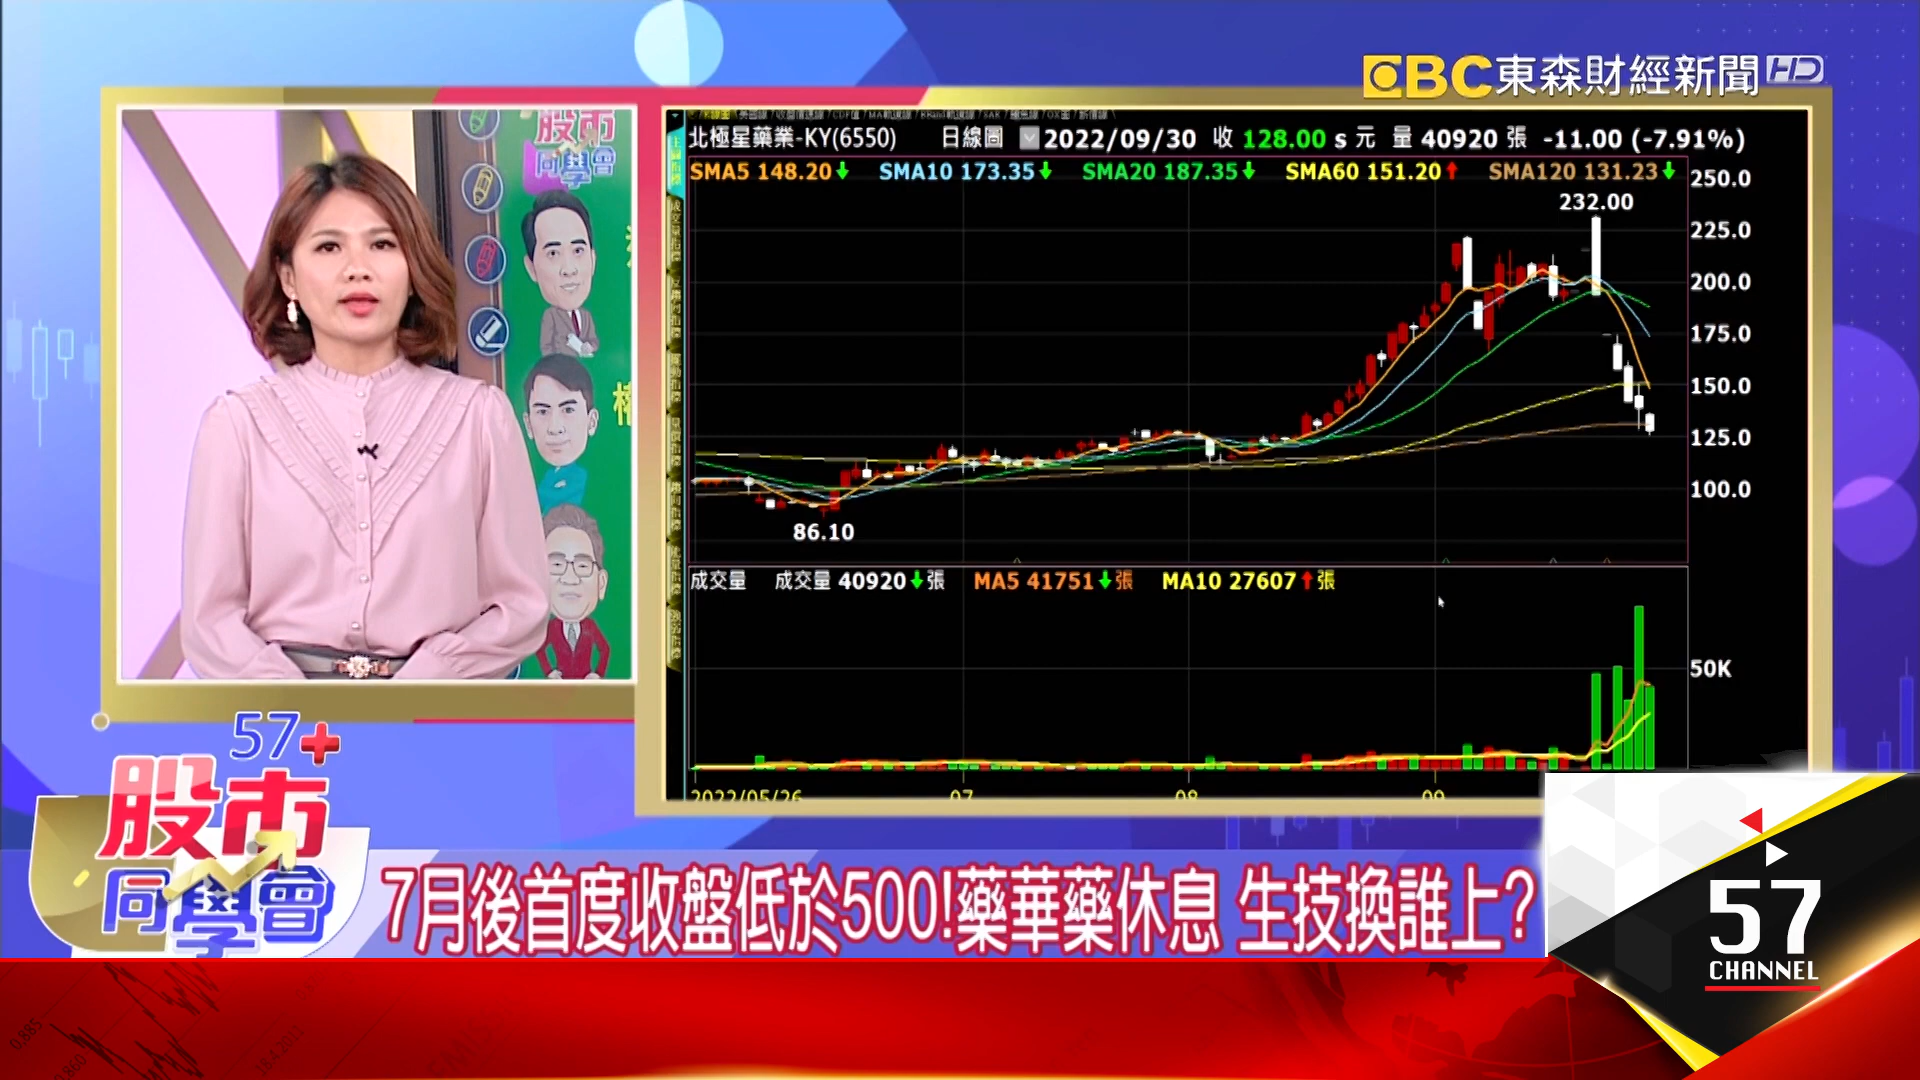 EBC東森財經新聞HD
股市
同學會
北極星藥業-KY(6550) 日線圖 2022/09/30 收 128.00 s 元 量 40920 張 -11.00 (-7.91%)
SMA5 148.20↓ SMA10 173.35↓ SMA20 187.35↓ SMA60 151.20↑ SMA120 131.23↓
250.0
232.00
225.0
200.0
175.0
150.0
125.0
100.0
86.10
成交量 成交量 40920↓張 MA5 41751↓張 MA10 27607↑張
50K
2022/05/26 07 08 09
57+
股市
同學會
7月後首度收盤低於500!藥華藥休息 生技換誰上?
57
CHANNEL